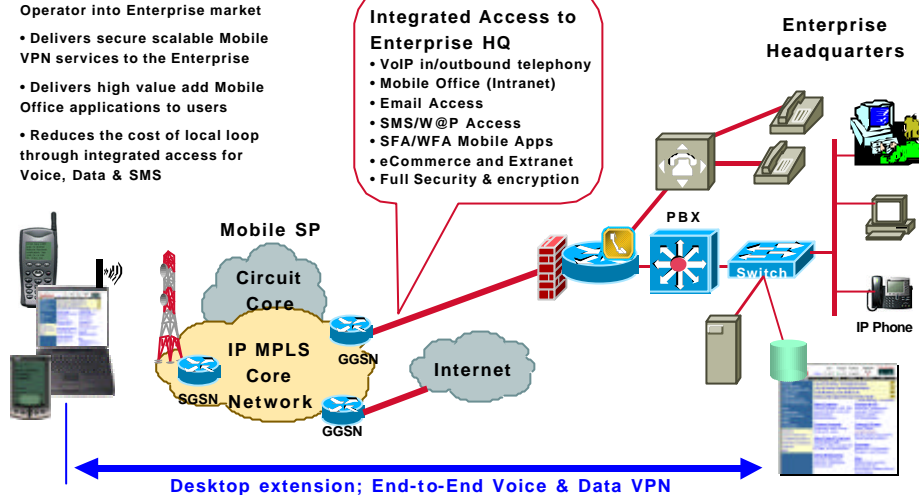 Operator into Enterprise market
• Delivers secure scalable Mobile
VPN services to the Enterprise
• Delivers high value add Mobile
Office applications to users
• Reduces the cost of local loop
through integrated access for
Voice, Data & SMS
Integrated Access to
Enterprise HQ
• VoIP in/outbound telephony
• Mobile Office (Intranet)
• Email Access
• SMS/W@P Access
• SFA/WFA Mobile Apps
• eCommerce and Extranet
• Full Security & encryption
Enterprise
Headquarters
PBX
Switch
IP Phone
Mobile SP
Circuit
Core
IP MPLS
Core
Network
SGSN
GGSN
GGSN
Internet
Desktop extension; End-to-End Voice & Data VPN